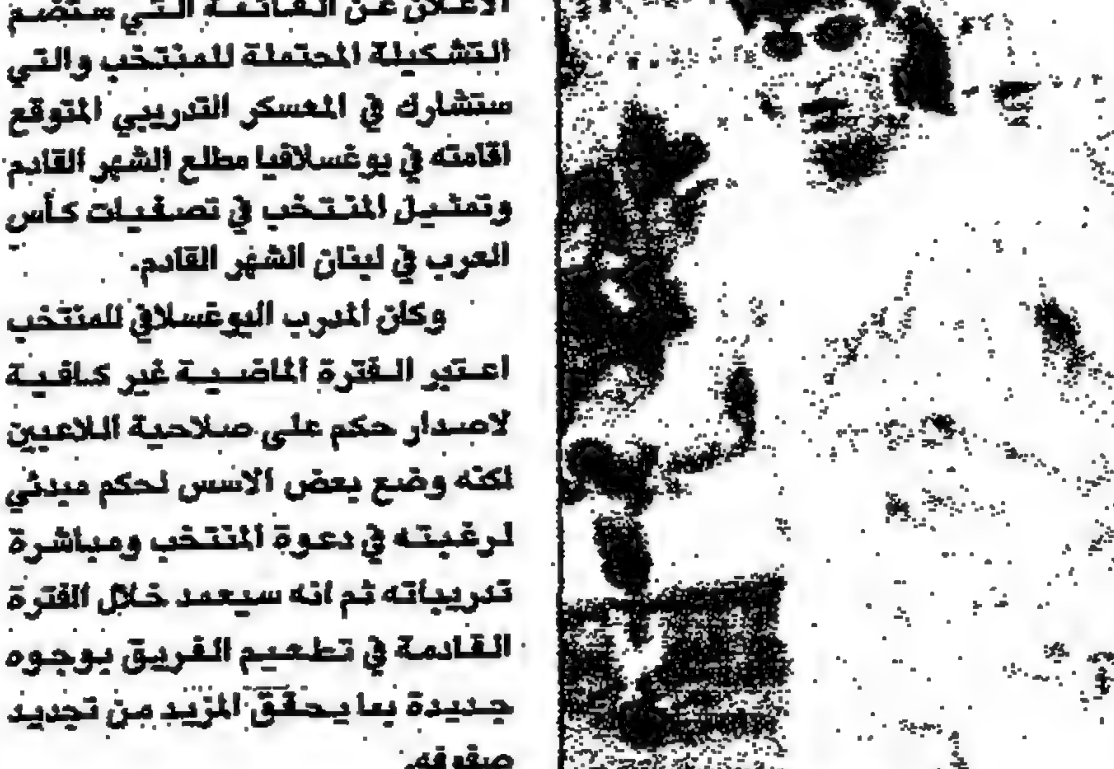 الاعلان عن القائمة التي ستضم
التشكيلة المحتملة للمنتخب والتي
ستشارك في المعسكر التدريبي المتوقع
اقامته في يوغسلافيا مطلع الشهر القادم
وتمثيل المنتخب في تصفيات كأس
العرب في لبنان الشهر القادم.
وكان المدرب اليوغسلافي للمنتخب
اعتبر الفترة الماضية غير كافية
لاصدار حكم على صلاحية اللاعبين
لكنه وضع بعض الاسس لحكم مبدئي
لرغبته في دعوة المنتخب ومباشرة
تدريباته ثم انه سيعمد خلال الفترة
القادمة في تطعيم الفريق بوجوه
جديدة بما يحقق المزيد من تجديد
صفوفه.